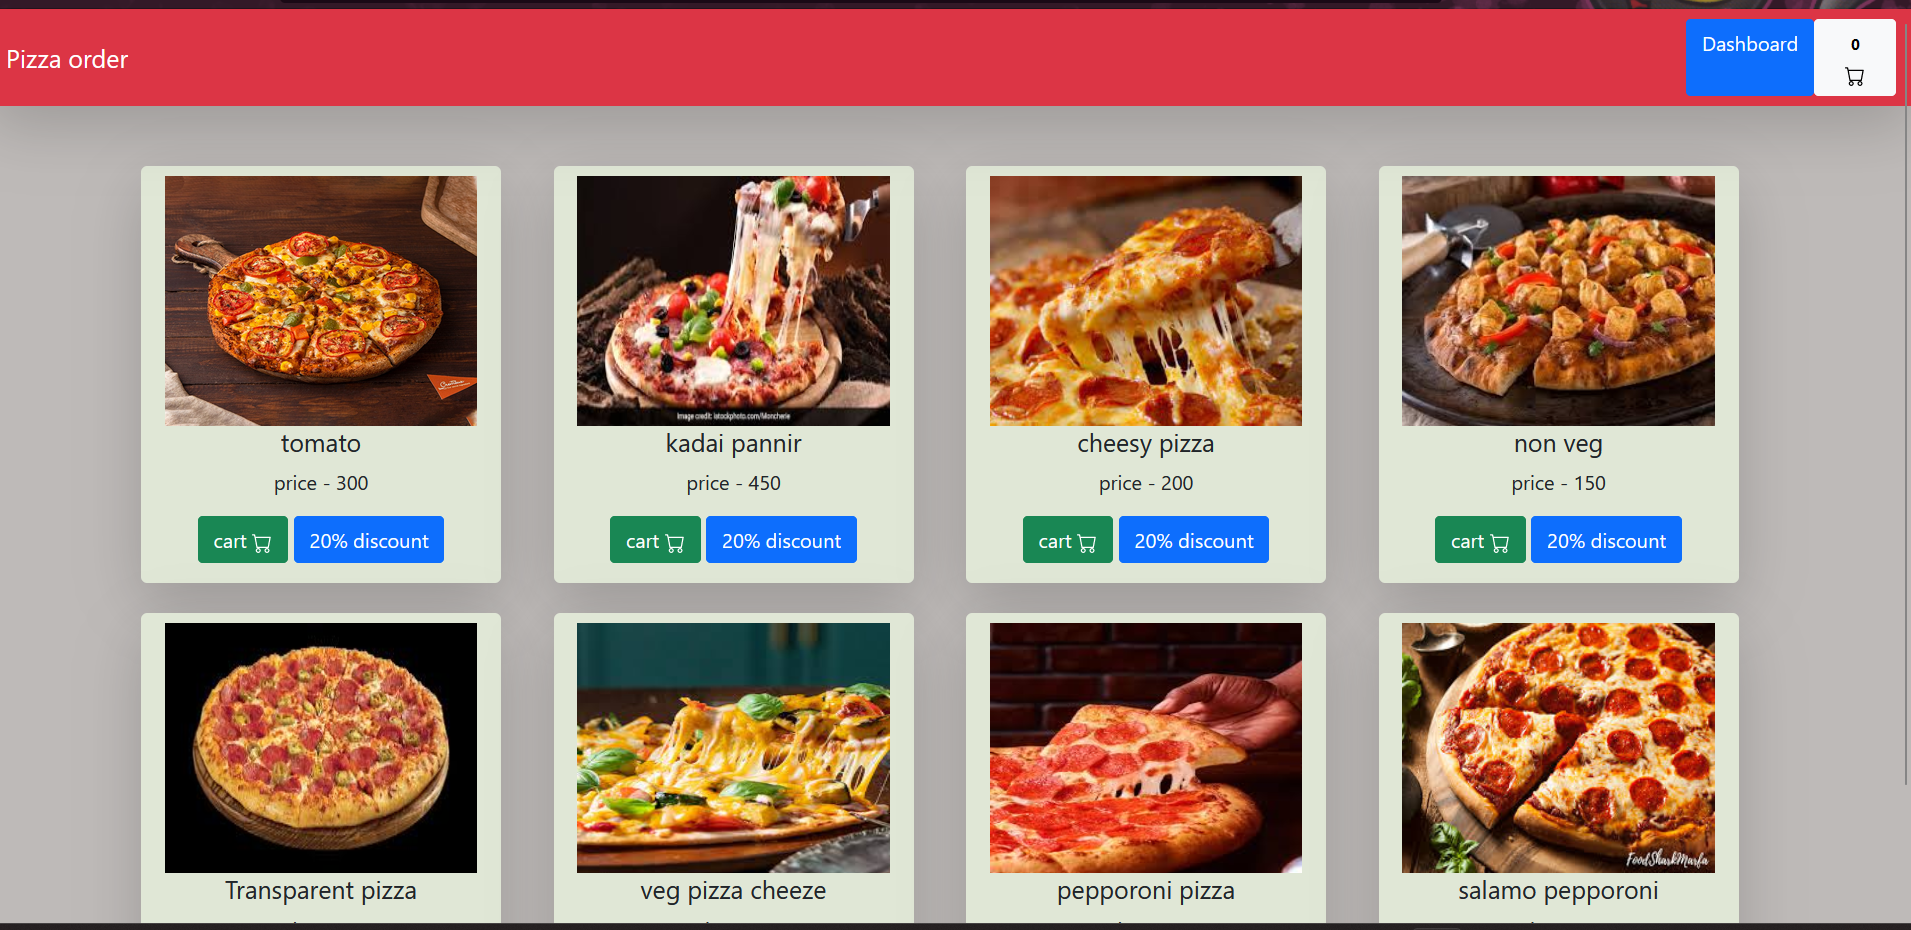 Pizza order
Dashboard
0
Image credit: istockphoto.com/Moncherie
tomato
kadai pannir
cheesy pizza
non veg
price - 300
price - 450
price - 200
price - 150
cart 20% discount
cart 20% discount
cart 20% discount
cart 20% discount
FoodSharkMarfa
Transparent pizza
veg pizza cheeze
pepporoni pizza
salamo pepporoni